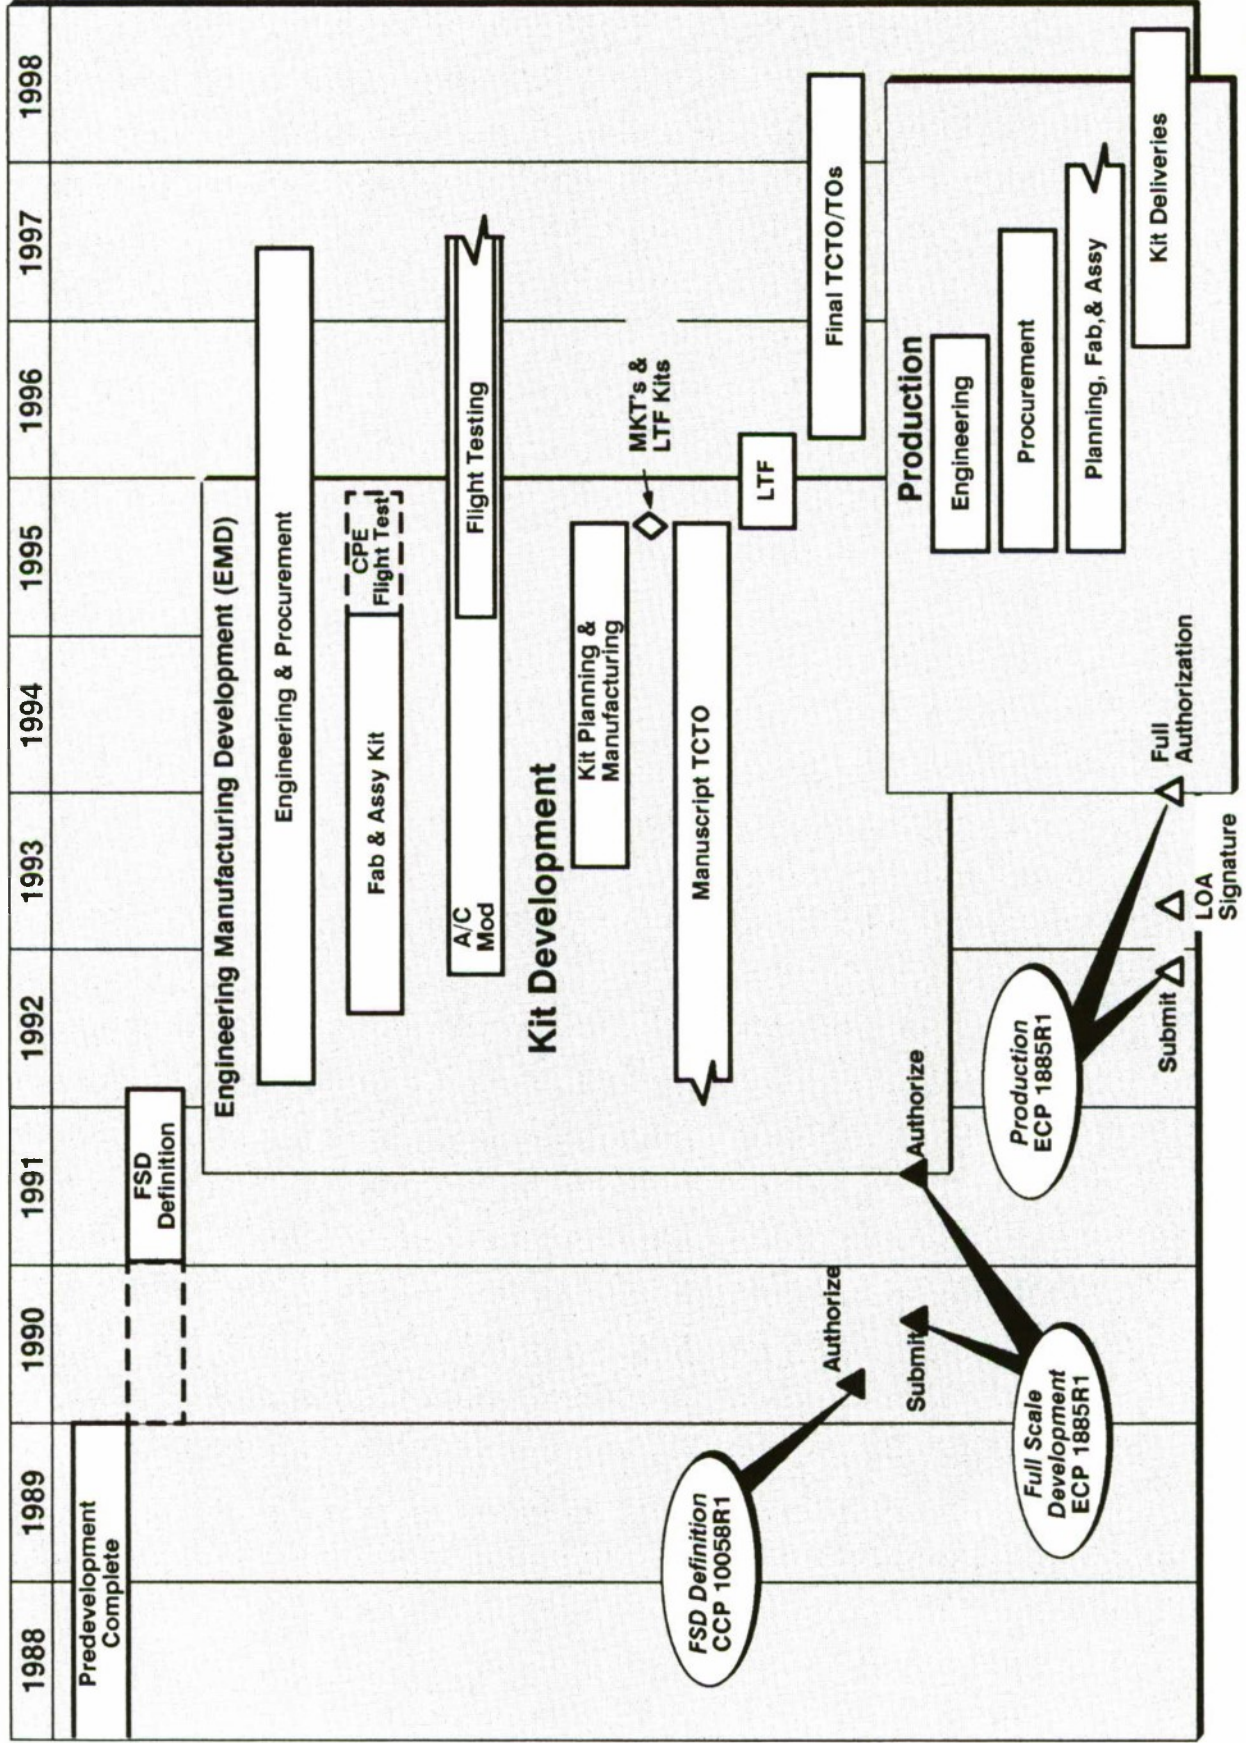 1988
1989
1990
1991
1992
1993
1994
1995
1996
1997
1998
Predevelopment
Complete
FSD
Definition
Engineering Manufacturing Development (EMD)
Engineering & Procurement
Fab & Assy Kit
CPE
Flight Test
A/C
Mod
Flight Testing
Kit Development
Kit Planning &
Manufacturing
MKT's &
LTF Kits
Manuscript TCTO
LTF
Final TCTO/TOs
FSD Definition
CCP 10058R1
Authorize
Submit
Authorize
Full Scale
Development
ECP 1885R1
Production
Engineering
Procurement
Planning, Fab,& Assy
Kit Deliveries
Production
ECP 1885R1
Submit
LOA
Signature
Full
Authorization